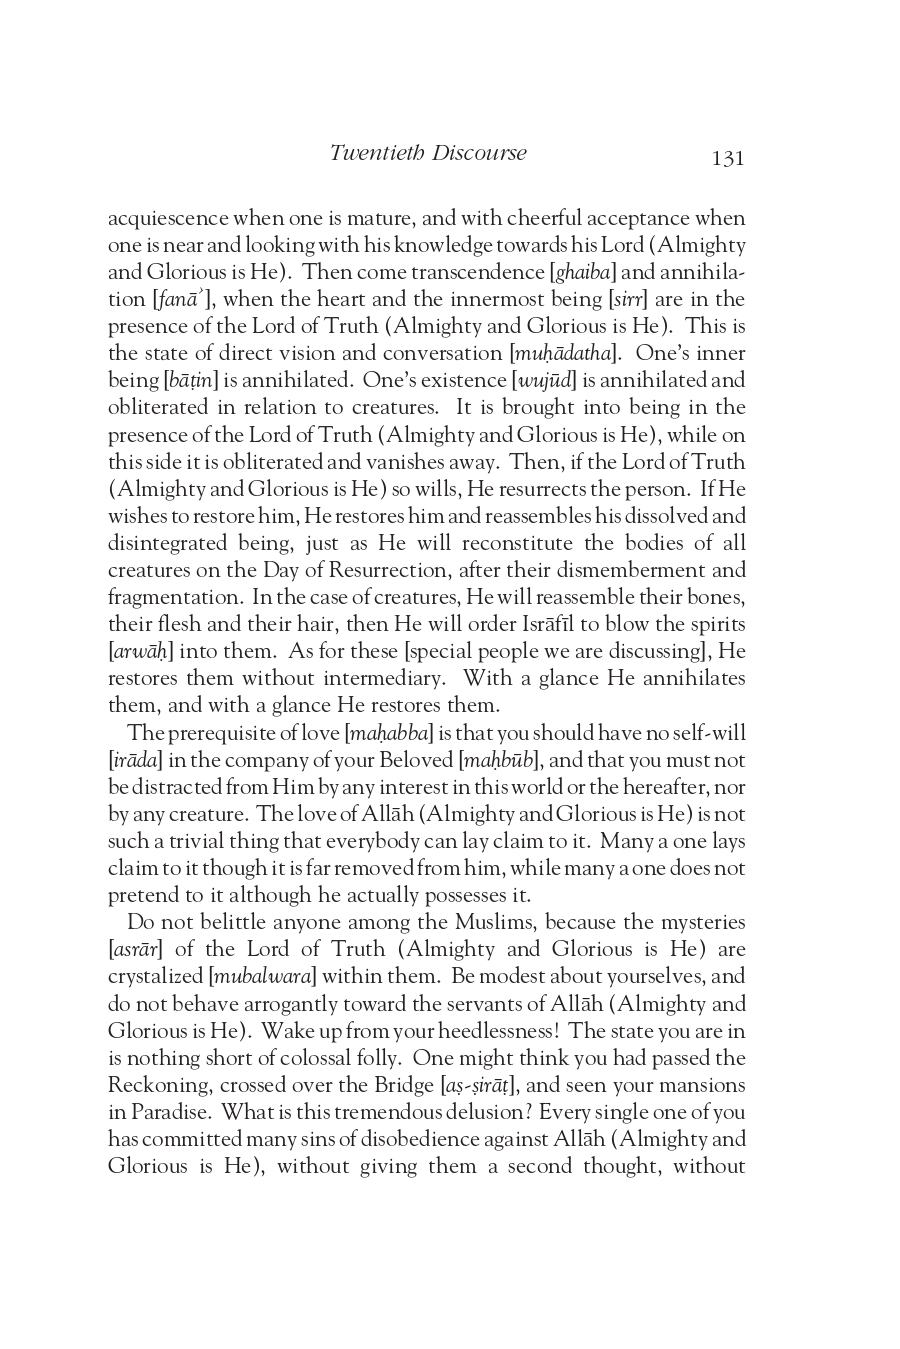 Twentieth Discourse 131
acquiescence when one is mature, and with cheerful acceptance when
one is near and looking with his knowledge towards his Lord (Almighty
and Glorious is He). Then come transcendence [ghaiba] and annihila-
tion [fanāʾ], when the heart and the innermost being [sirr] are in the
presence of the Lord of Truth (Almighty and Glorious is He). This is
the state of direct vision and conversation [muḥādatha]. One's inner
being [bāṭin] is annihilated. One's existence [wujūd] is annihilated and
obliterated in relation to creatures. It is brought into being in the
presence of the Lord of Truth (Almighty and Glorious is He), while on
this side it is obliterated and vanishes away. Then, if the Lord of Truth
(Almighty and Glorious is He) so wills, He resurrects the person. If He
wishes to restore him, He restores him and reassembles his dissolved and
disintegrated being, just as He will reconstitute the bodies of all
creatures on the Day of Resurrection, after their dismemberment and
fragmentation. In the case of creatures, He will reassemble their bones,
their flesh and their hair, then He will order Isrāfīl to blow the spirits
[arwāḥ] into them. As for these [special people we are discussing], He
restores them without intermediary. With a glance He annihilates
them, and with a glance He restores them.
The prerequisite of love [maḥabba] is that you should have no self-will
[irāda] in the company of your Beloved [maḥbūb], and that you must not
be distracted from Him by any interest in this world or the hereafter, nor
by any creature. The love of Allāh (Almighty and Glorious is He) is not
such a trivial thing that everybody can lay claim to it. Many a one lays
claim to it though it is far removed from him, while many a one does not
pretend to it although he actually possesses it.
Do not belittle anyone among the Muslims, because the mysteries
[asrār] of the Lord of Truth (Almighty and Glorious is He) are
crystalized [mubalwara] within them. Be modest about yourselves, and
do not behave arrogantly toward the servants of Allāh (Almighty and
Glorious is He). Wake up from your heedlessness! The state you are in
is nothing short of colossal folly. One might think you had passed the
Reckoning, crossed over the Bridge [aṣ-ṣirāṭ], and seen your mansions
in Paradise. What is this tremendous delusion? Every single one of you
has committed many sins of disobedience against Allāh (Almighty and
Glorious is He), without giving them a second thought, without